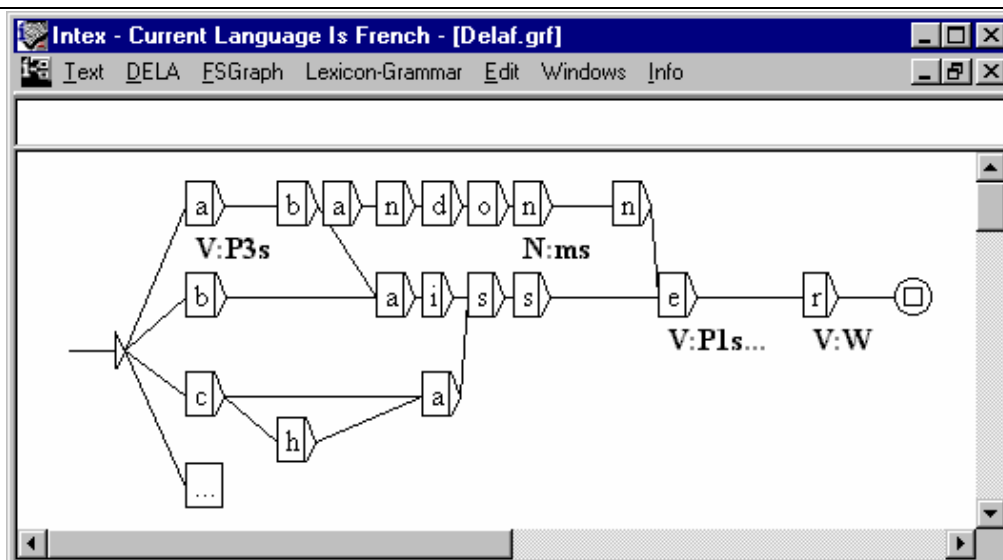 Intex - Current Language Is French - [Delaf.grf]
Text DELA FSGraph Lexicon-Grammar Edit Windows Info
a b a n d o n n
V:P3s N:ms
b a i s s e r
V:P1s... V:W
c a
h
...